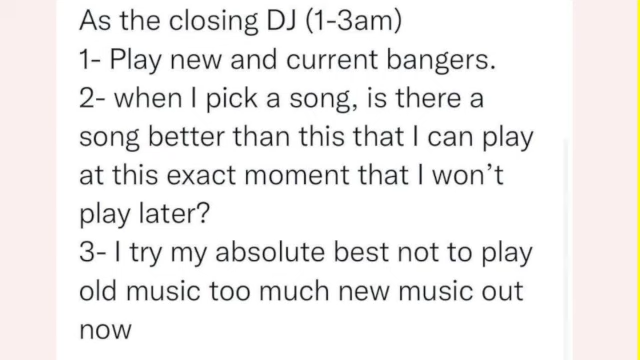 As the closing DJ (1-3am)
1- Play new and current bangers.
2- when I pick a song, is there a
song better than this that I can play
at this exact moment that I won’t
play later?
3- I try my absolute best not to play
old music too much new music out
now